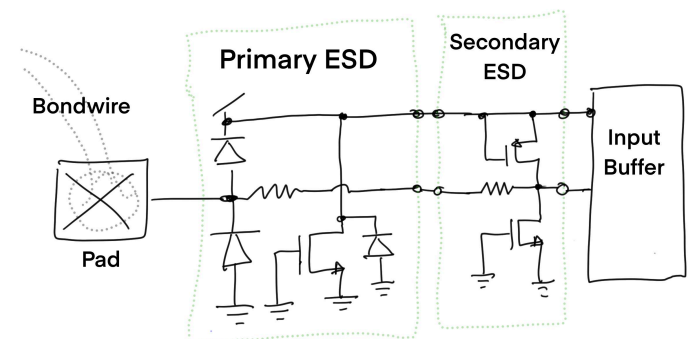 Primary ESD
Secondary
ESD
Bondwire
Input
Buffer
Pad